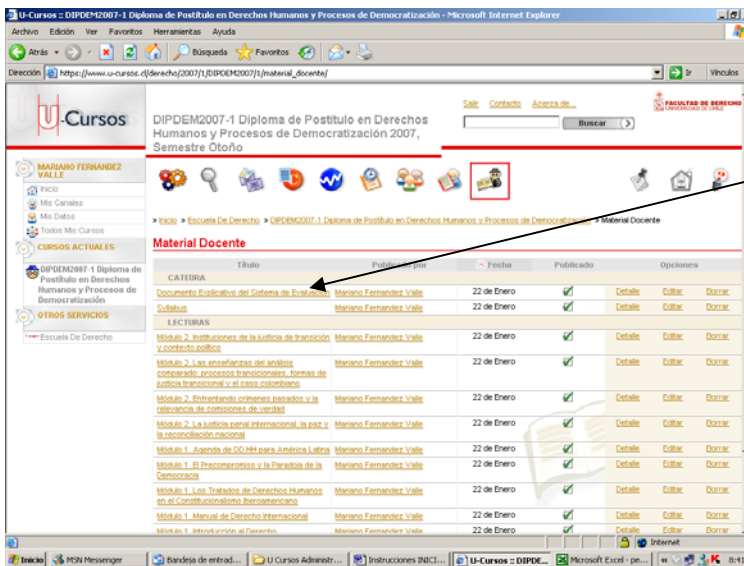 U-Cursos :: DIPDEM2007-1 Diploma de Postítulo en Derechos Humanos y Procesos de Democratización - Microsoft Internet Explorer
Archivo Edición Ver Favoritos Herramientas Ayuda
Atrás Búsqueda Favoritos
Dirección https://www.u-cursos.cl/derecho/2007/1/DIPDEM2007/1/material_docente/ Ir Vínculos
U-Cursos
DIPDEM2007-1 Diploma de Postítulo en Derechos
Humanos y Procesos de Democratización 2007,
Semestre Otoño
Salir Contacto Acerca de...
Buscar
FACULTAD DE DERECHO
UNIVERSIDAD DE CHILE
MARIANO FERNANDEZ
VALLE
Inicio
Mis Canales
Mis Datos
Todos Mis Cursos
CURSOS ACTUALES
DIPDEM2007-1 Diploma de
Postítulo en Derechos
Humanos y Procesos de
Democratización
OTROS SERVICIOS
Escuela De Derecho
» Inicio » Escuela De Derecho » DIPDEM2007-1 Diploma de Postítulo en Derechos Humanos y Procesos de Democratización » Material Docente
Material Docente
Título Publicado por Fecha Publicado Opciones
CATEDRA
Documento Explicativo del Sistema de Evaluación Mariano Fernandez Valle 22 de Enero Detalle Editar Borrar
Syllabus Mariano Fernandez Valle 22 de Enero Detalle Editar Borrar
LECTURAS
Módulo 2. Instituciones de la justicia de transición Mariano Fernandez Valle 22 de Enero Detalle Editar Borrar
y contexto político
Módulo 2. Las enseñanzas del análisis Mariano Fernandez Valle 22 de Enero Detalle Editar Borrar
comparado: procesos transicionales, formas de
justicia transicional y el caso colombiano
Módulo 2. Enfrentando crímenes pasados y la Mariano Fernandez Valle 22 de Enero Detalle Editar Borrar
relevancia de comisiones de verdad
Módulo 2. La justicia penal internacional, la paz y Mariano Fernandez Valle 22 de Enero Detalle Editar Borrar
la reconciliación nacional
Módulo 1. Agenda de DD.HH para América Latina Mariano Fernandez Valle 22 de Enero Detalle Editar Borrar
Módulo 1. El Precompromiso y la Paradoja de la Mariano Fernandez Valle 22 de Enero Detalle Editar Borrar
Democracia
Módulo 1. Los Tratados de Derechos Humanos Mariano Fernandez Valle 22 de Enero Detalle Editar Borrar
en el Constitucionalismo Iberoamericano
Módulo 1. Manual de Derecho Internacional Mariano Fernandez Valle 22 de Enero Detalle Editar Borrar
Módulo 1. Introducción al Derecho Mariano Fernandez Valle 22 de Enero Detalle Editar Borrar
Internet
Inicio MSN Messenger Bandeja de entrad... U Cursos Administr... Instrucciones INICI... U-Cursos :: DIPDE... Microsoft Excel - pe... 8:41